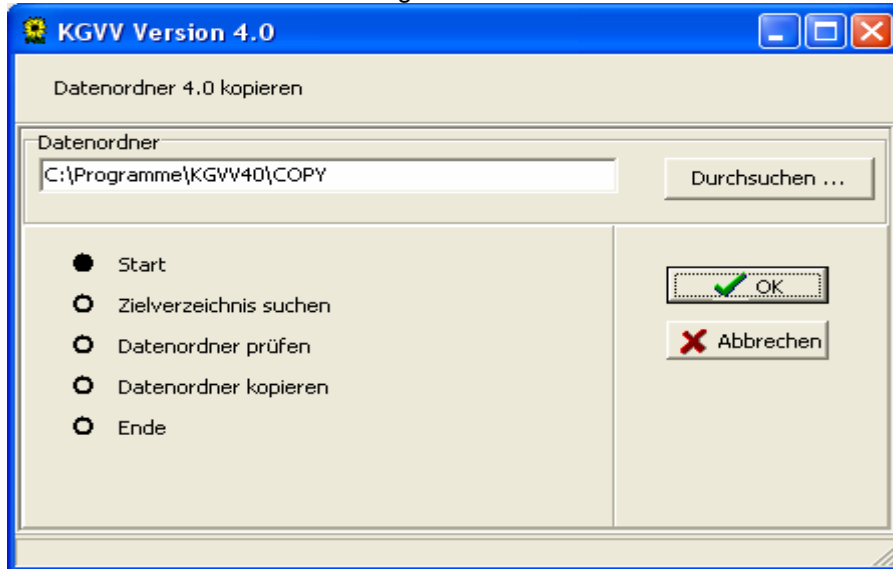 KGVV Version 4.0
Datenordner 4.0 kopieren
Datenordner
C:\Programme\KGVV40\COPY
Durchsuchen ...
Start
Zielverzeichnis suchen
Datenordner prüfen
Datenordner kopieren
Ende
OK
Abbrechen